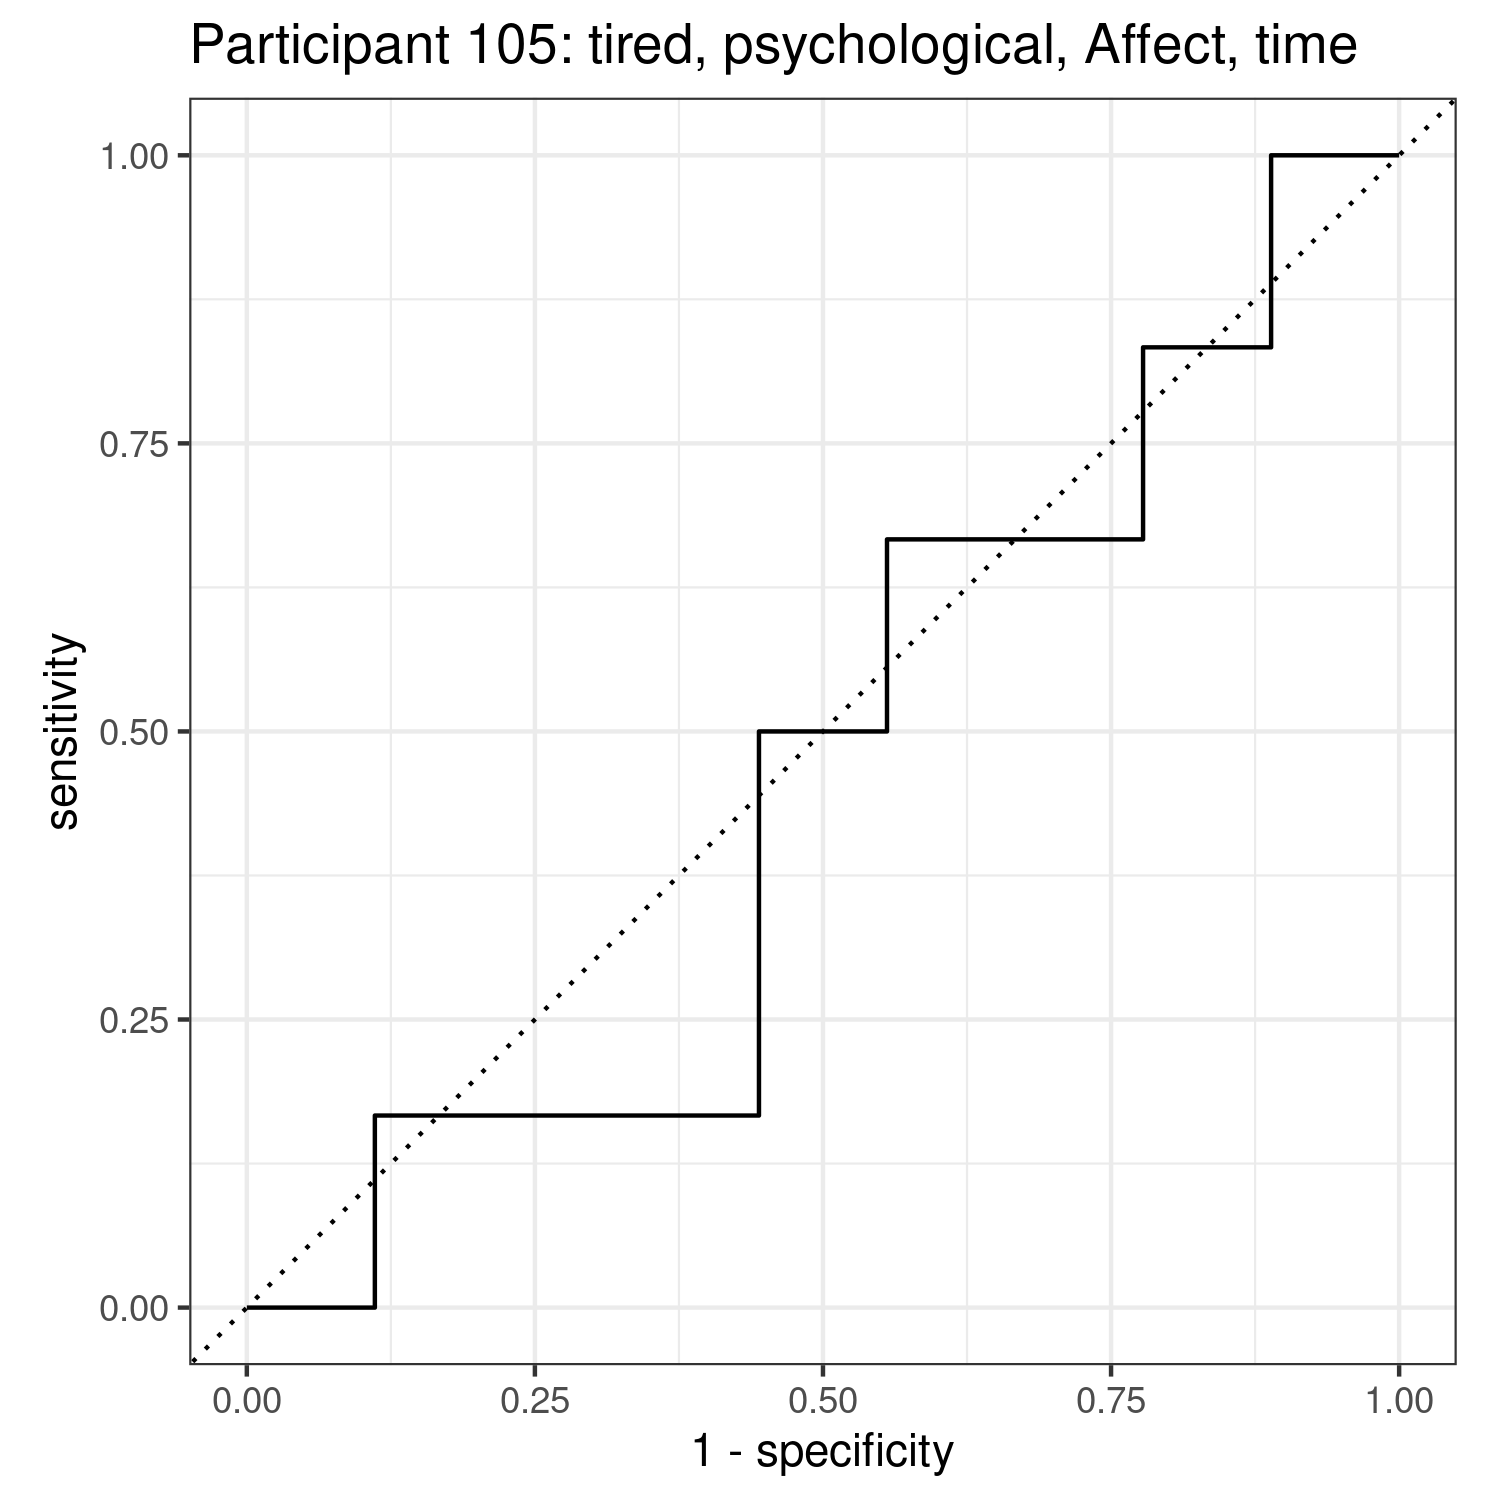 Participant 105: tired, psychological, Affect, time
1.00
0.75
0.50
0.25
0.00
sensitivity
0.00 0.25 0.50 0.75 1.00
1 - specificity